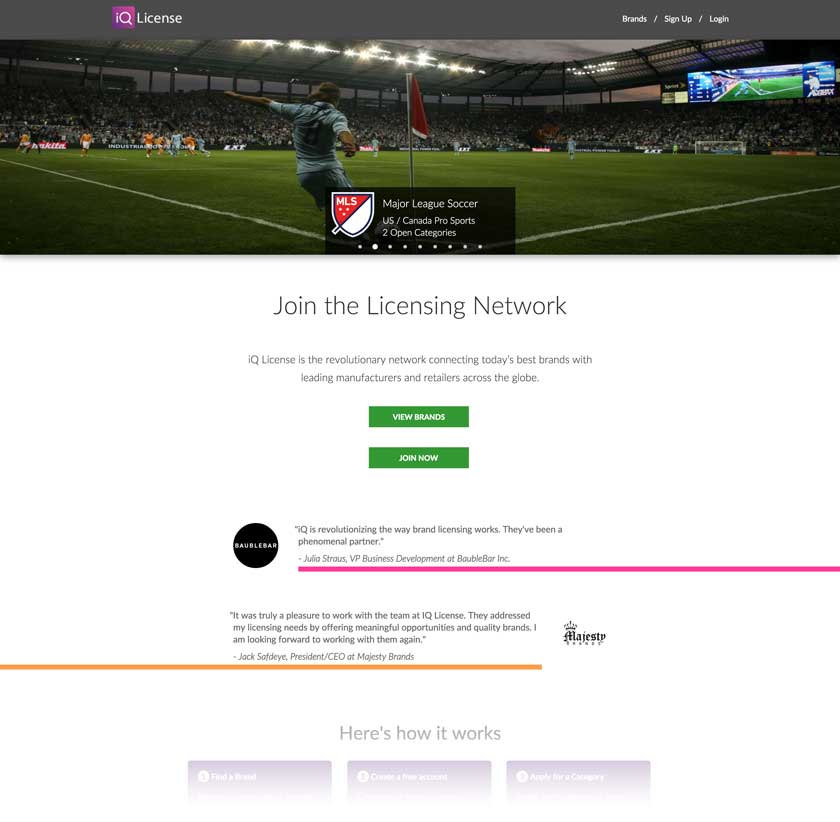 iQ License
Brands / Sign Up / Login
Sprint
makita
INDUSTRIAL
LXT
MLS
Major League Soccer
US / Canada Pro Sports
2 Open Categories
Join the Licensing Network
iQ License is the revolutionary network connecting today's best brands with
leading manufacturers and retailers across the globe.
VIEW BRANDS
JOIN NOW
BAUBLEBAR
"iQ is revolutionizing the way brand licensing works. They've been a
phenomenal partner."
- Julia Straus, VP Business Development at BaubleBar Inc.
"It was truly a pleasure to work with the team at IQ License. They addressed
my licensing needs by offering meaningful opportunities and quality brands. I
am looking forward to working with them again."
- Jack Safdeye, President/CEO at Majesty Brands
Majesty
BRANDS
Here's how it works
1 Find a Brand
2 Create a free account
3 Apply for a Category